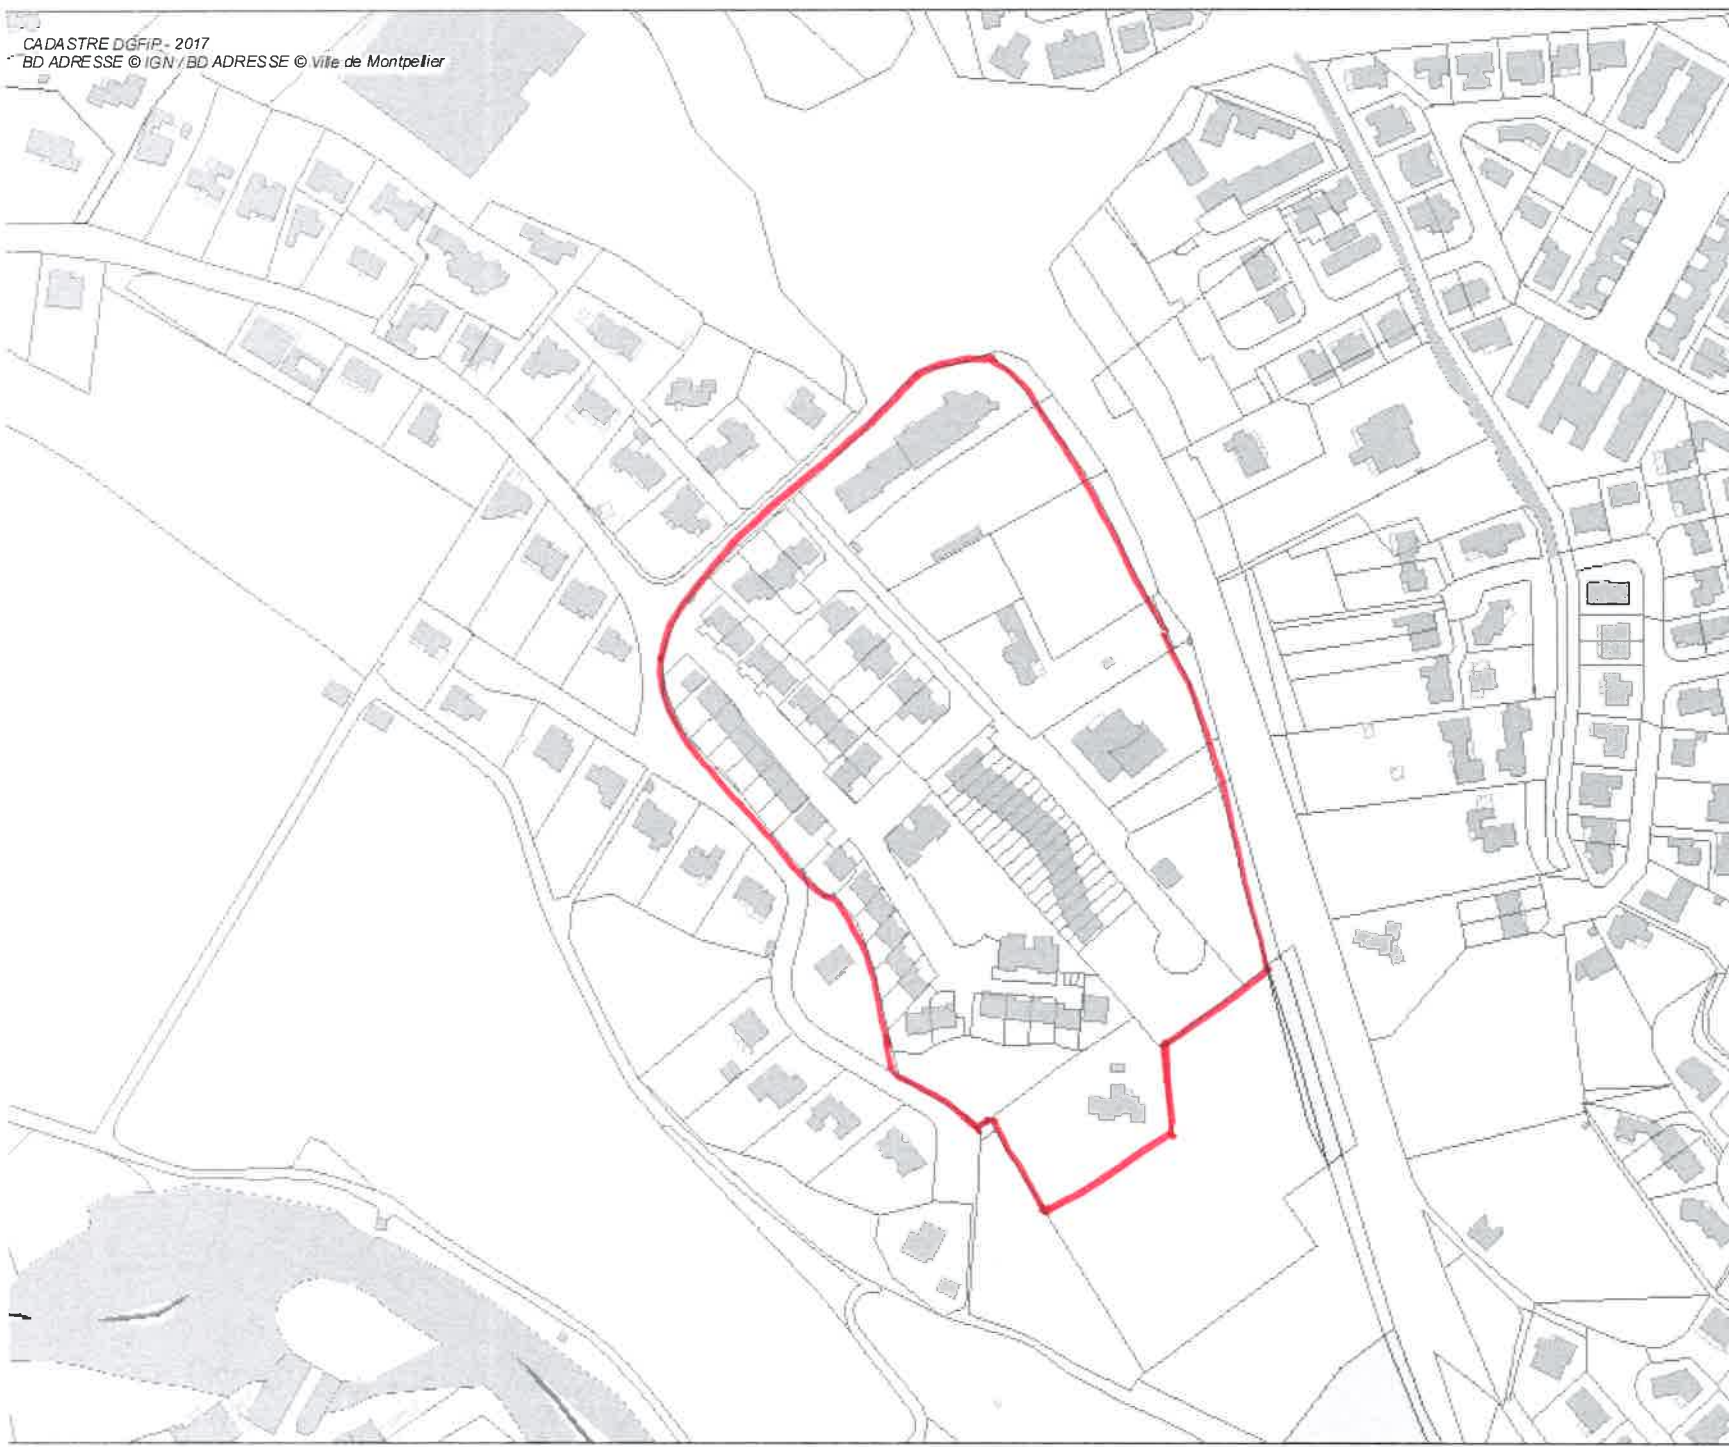 CADASTRE DGFiP - 2017
BD ADRESSE © IGN / BD ADRESSE © Ville de Montpellier